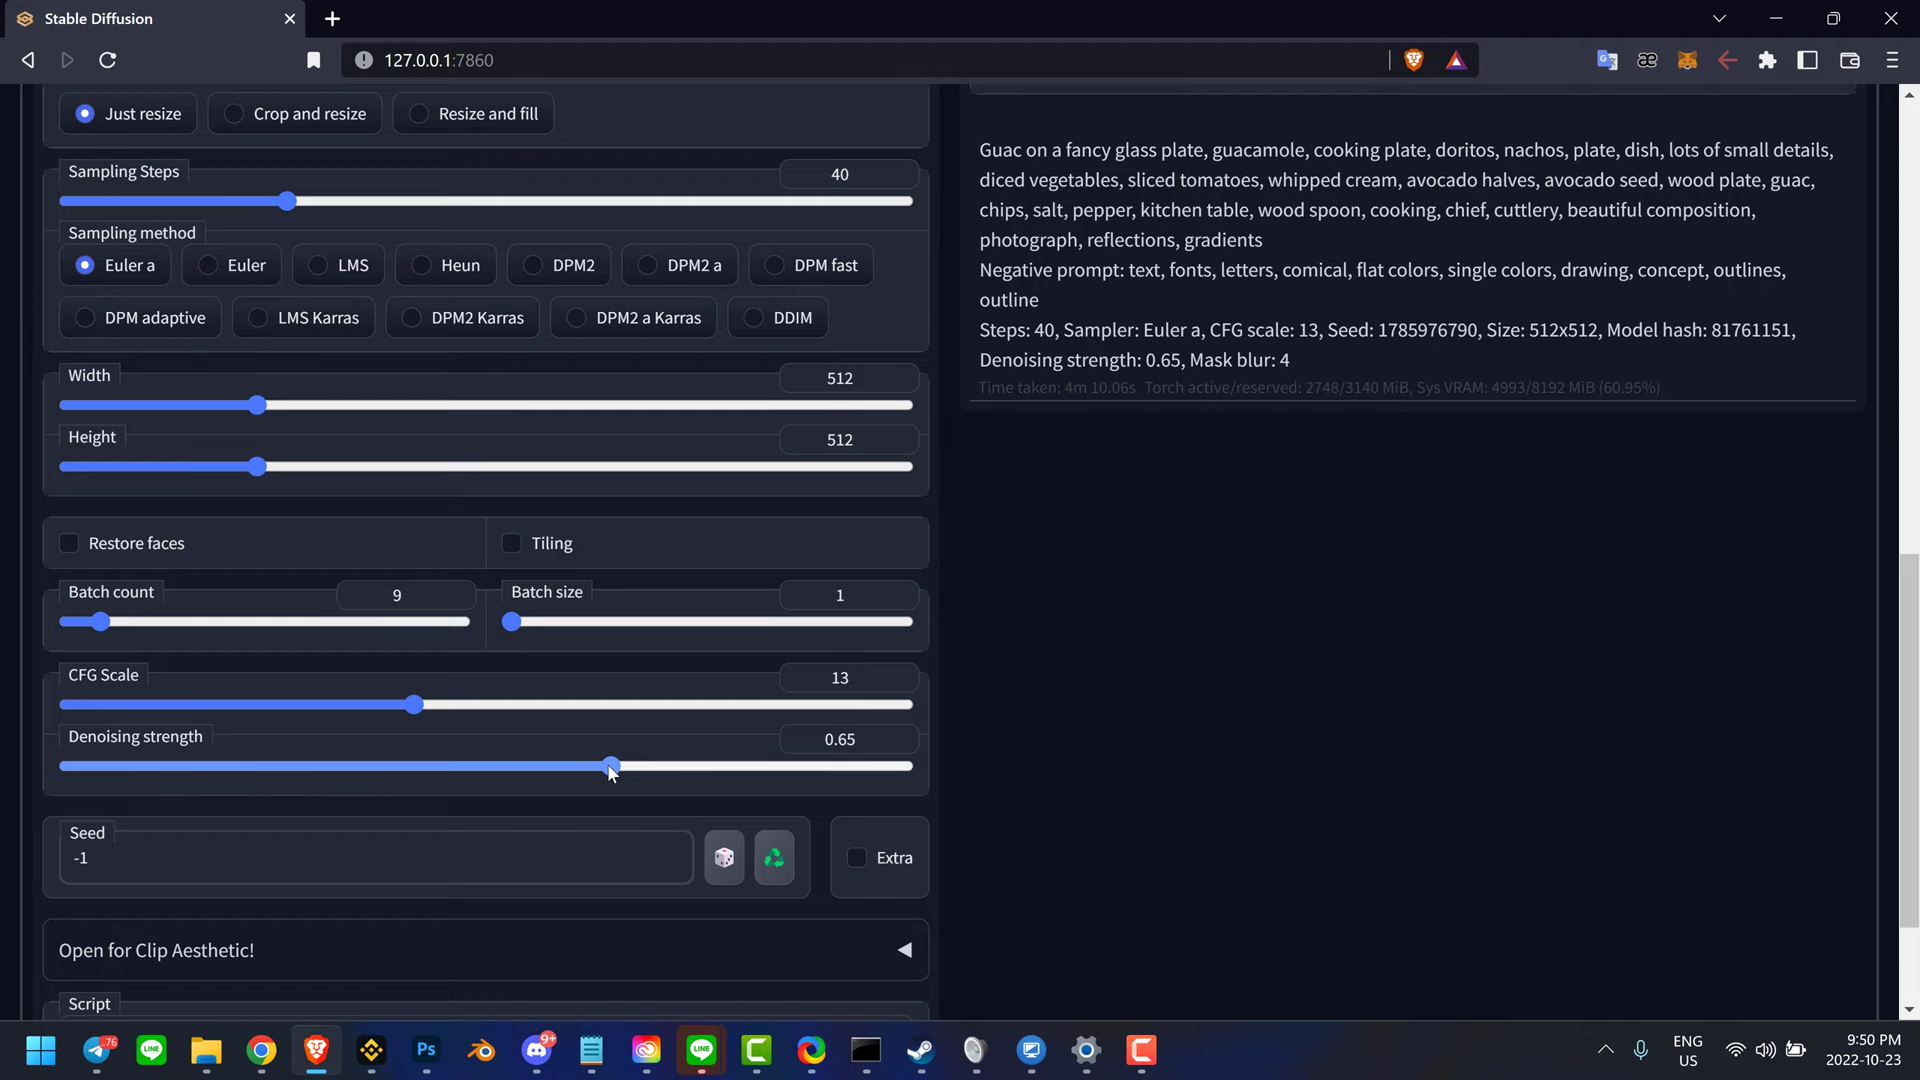 Stable Diffusion
127.0.0.1:7860
Just resize
Crop and resize
Resize and fill
Sampling Steps
40
Sampling method
Euler a
Euler
LMS
Heun
DPM2
DPM2 a
DPM fast
DPM adaptive
LMS Karras
DPM2 Karras
DPM2 a Karras
DDIM
Width
512
Height
512
Restore faces
Tiling
Batch count
9
Batch size
1
CFG Scale
13
Denoising strength
0.65
Seed
-1
Extra
Open for Clip Aesthetic!
Script
Guac on a fancy glass plate, guacamole, cooking plate, doritos, nachos, plate, dish, lots of small details,
diced vegetables, sliced tomatoes, whipped cream, avocado halves, avocado seed, wood plate, guac,
chips, salt, pepper, kitchen table, wood spoon, cooking, chief, cuttlery, beautiful composition,
photograph, reflections, gradients
Negative prompt: text, fonts, letters, comical, flat colors, single colors, drawing, concept, outlines,
outline
Steps: 40, Sampler: Euler a, CFG scale: 13, Seed: 1785976790, Size: 512x512, Model hash: 81761151,
Denoising strength: 0.65, Mask blur: 4
Time taken: 4m 10.06s Torch active/reserved: 2748/3140 MiB, Sys VRAM: 4993/8192 MiB (60.95%)
..76
LINE
Ps
9+
LINE
ENG
US
9:50 PM
2022-10-23